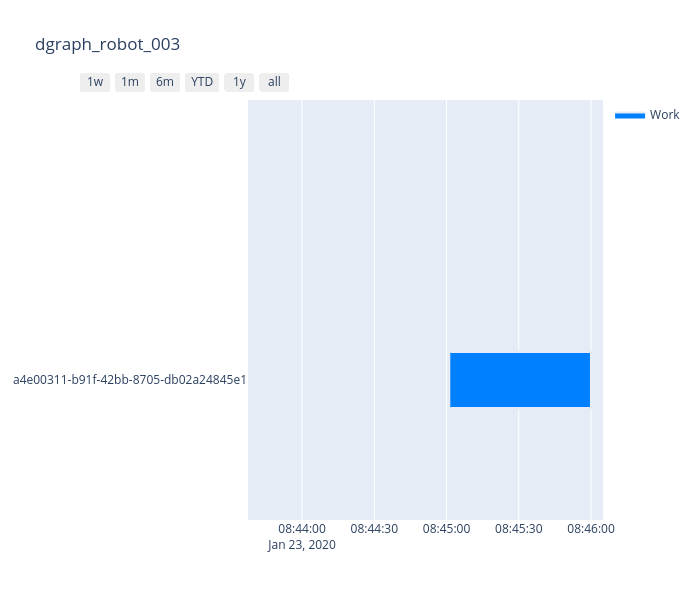 dgraph_robot_003
1w 1m 6m YTD 1y all
Work
a4e00311-b91f-42bb-8705-db02a24845e1
08:44:00 08:44:30 08:45:00 08:45:30 08:46:00
Jan 23, 2020